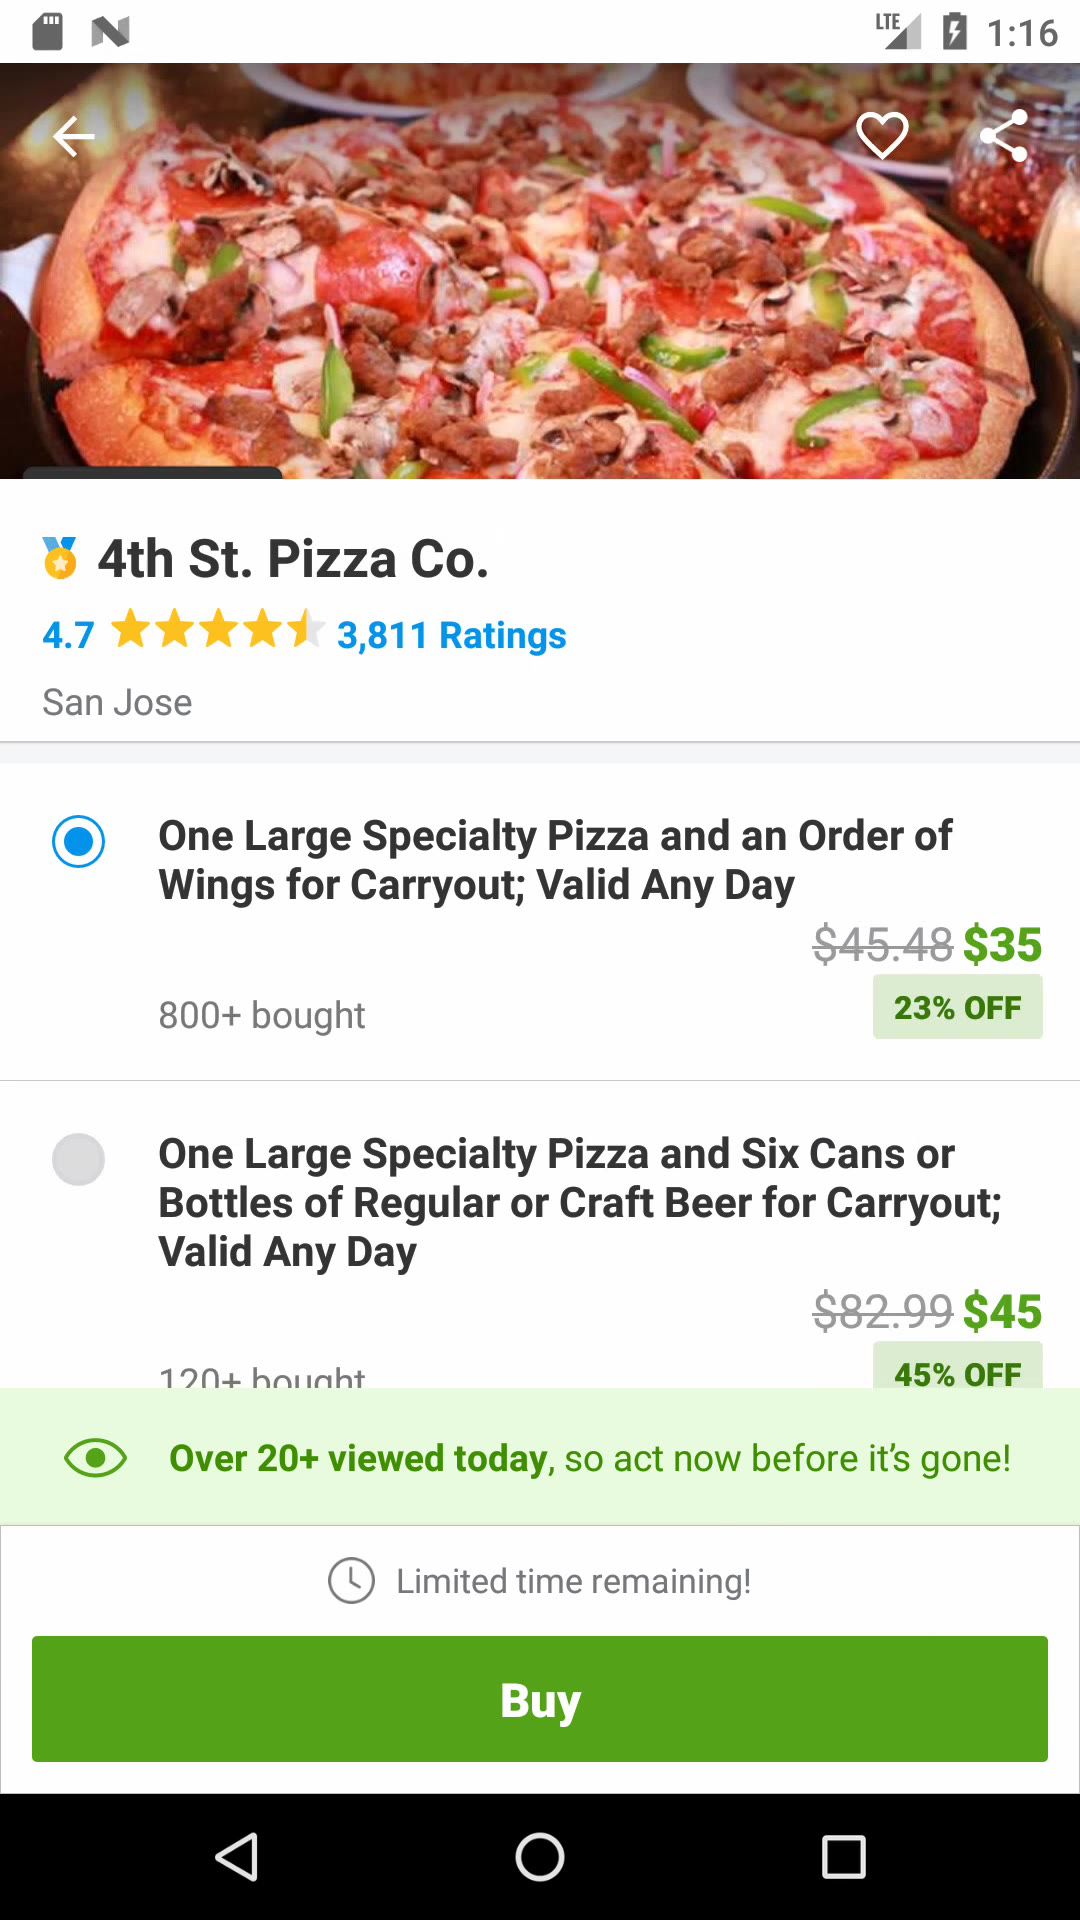 LTE 1:16
4th St. Pizza Co.
4.7 3,811 Ratings
San Jose
One Large Specialty Pizza and an Order of
Wings for Carryout; Valid Any Day
$45.48 $35
800+ bought
23% OFF
One Large Specialty Pizza and Six Cans or
Bottles of Regular or Craft Beer for Carryout;
Valid Any Day
$82.99 $45
120+ bought
45% OFF
Over 20+ viewed today, so act now before it's gone!
Limited time remaining!
Buy